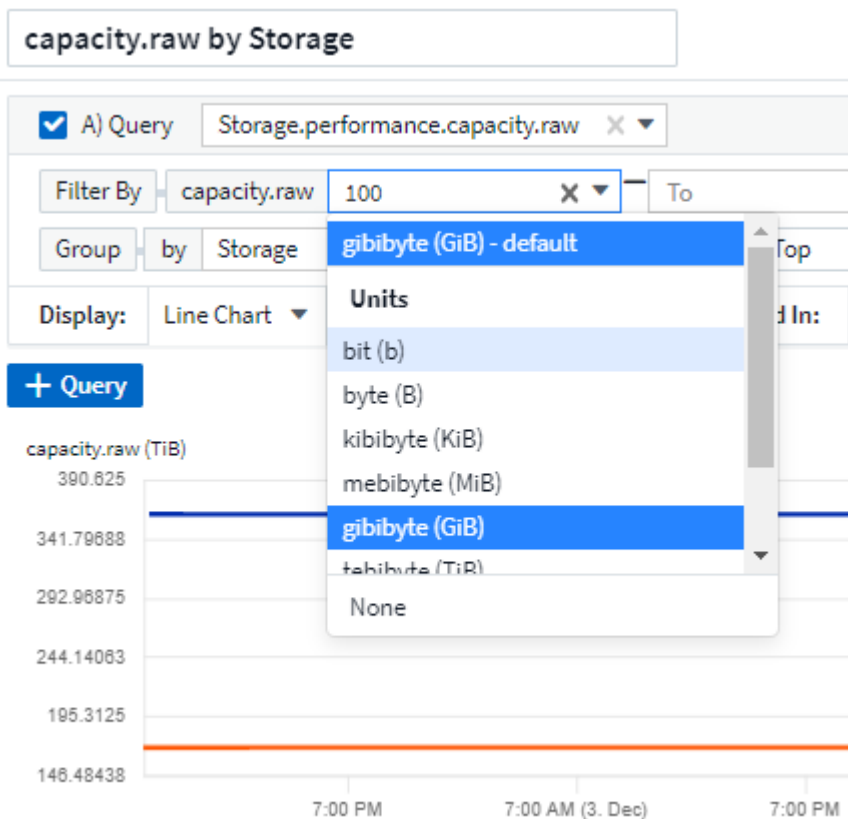 capacity.raw by Storage
A) Query Storage.performance.capacity.raw
Filter By capacity.raw 100 To
Group by Storage Top
gibibyte (GiB) - default
Units
Display: Line Chart d In:
bit (b)
byte (B)
kibibyte (KiB)
mebibyte (MiB)
gibibyte (GiB)
tebibyte (TiB)
None
+ Query
capacity.raw (TiB)
390.625
341.79688
292.96875
244.14063
195.3125
146.48438
7:00 PM 7:00 AM (3. Dec) 7:00 PM